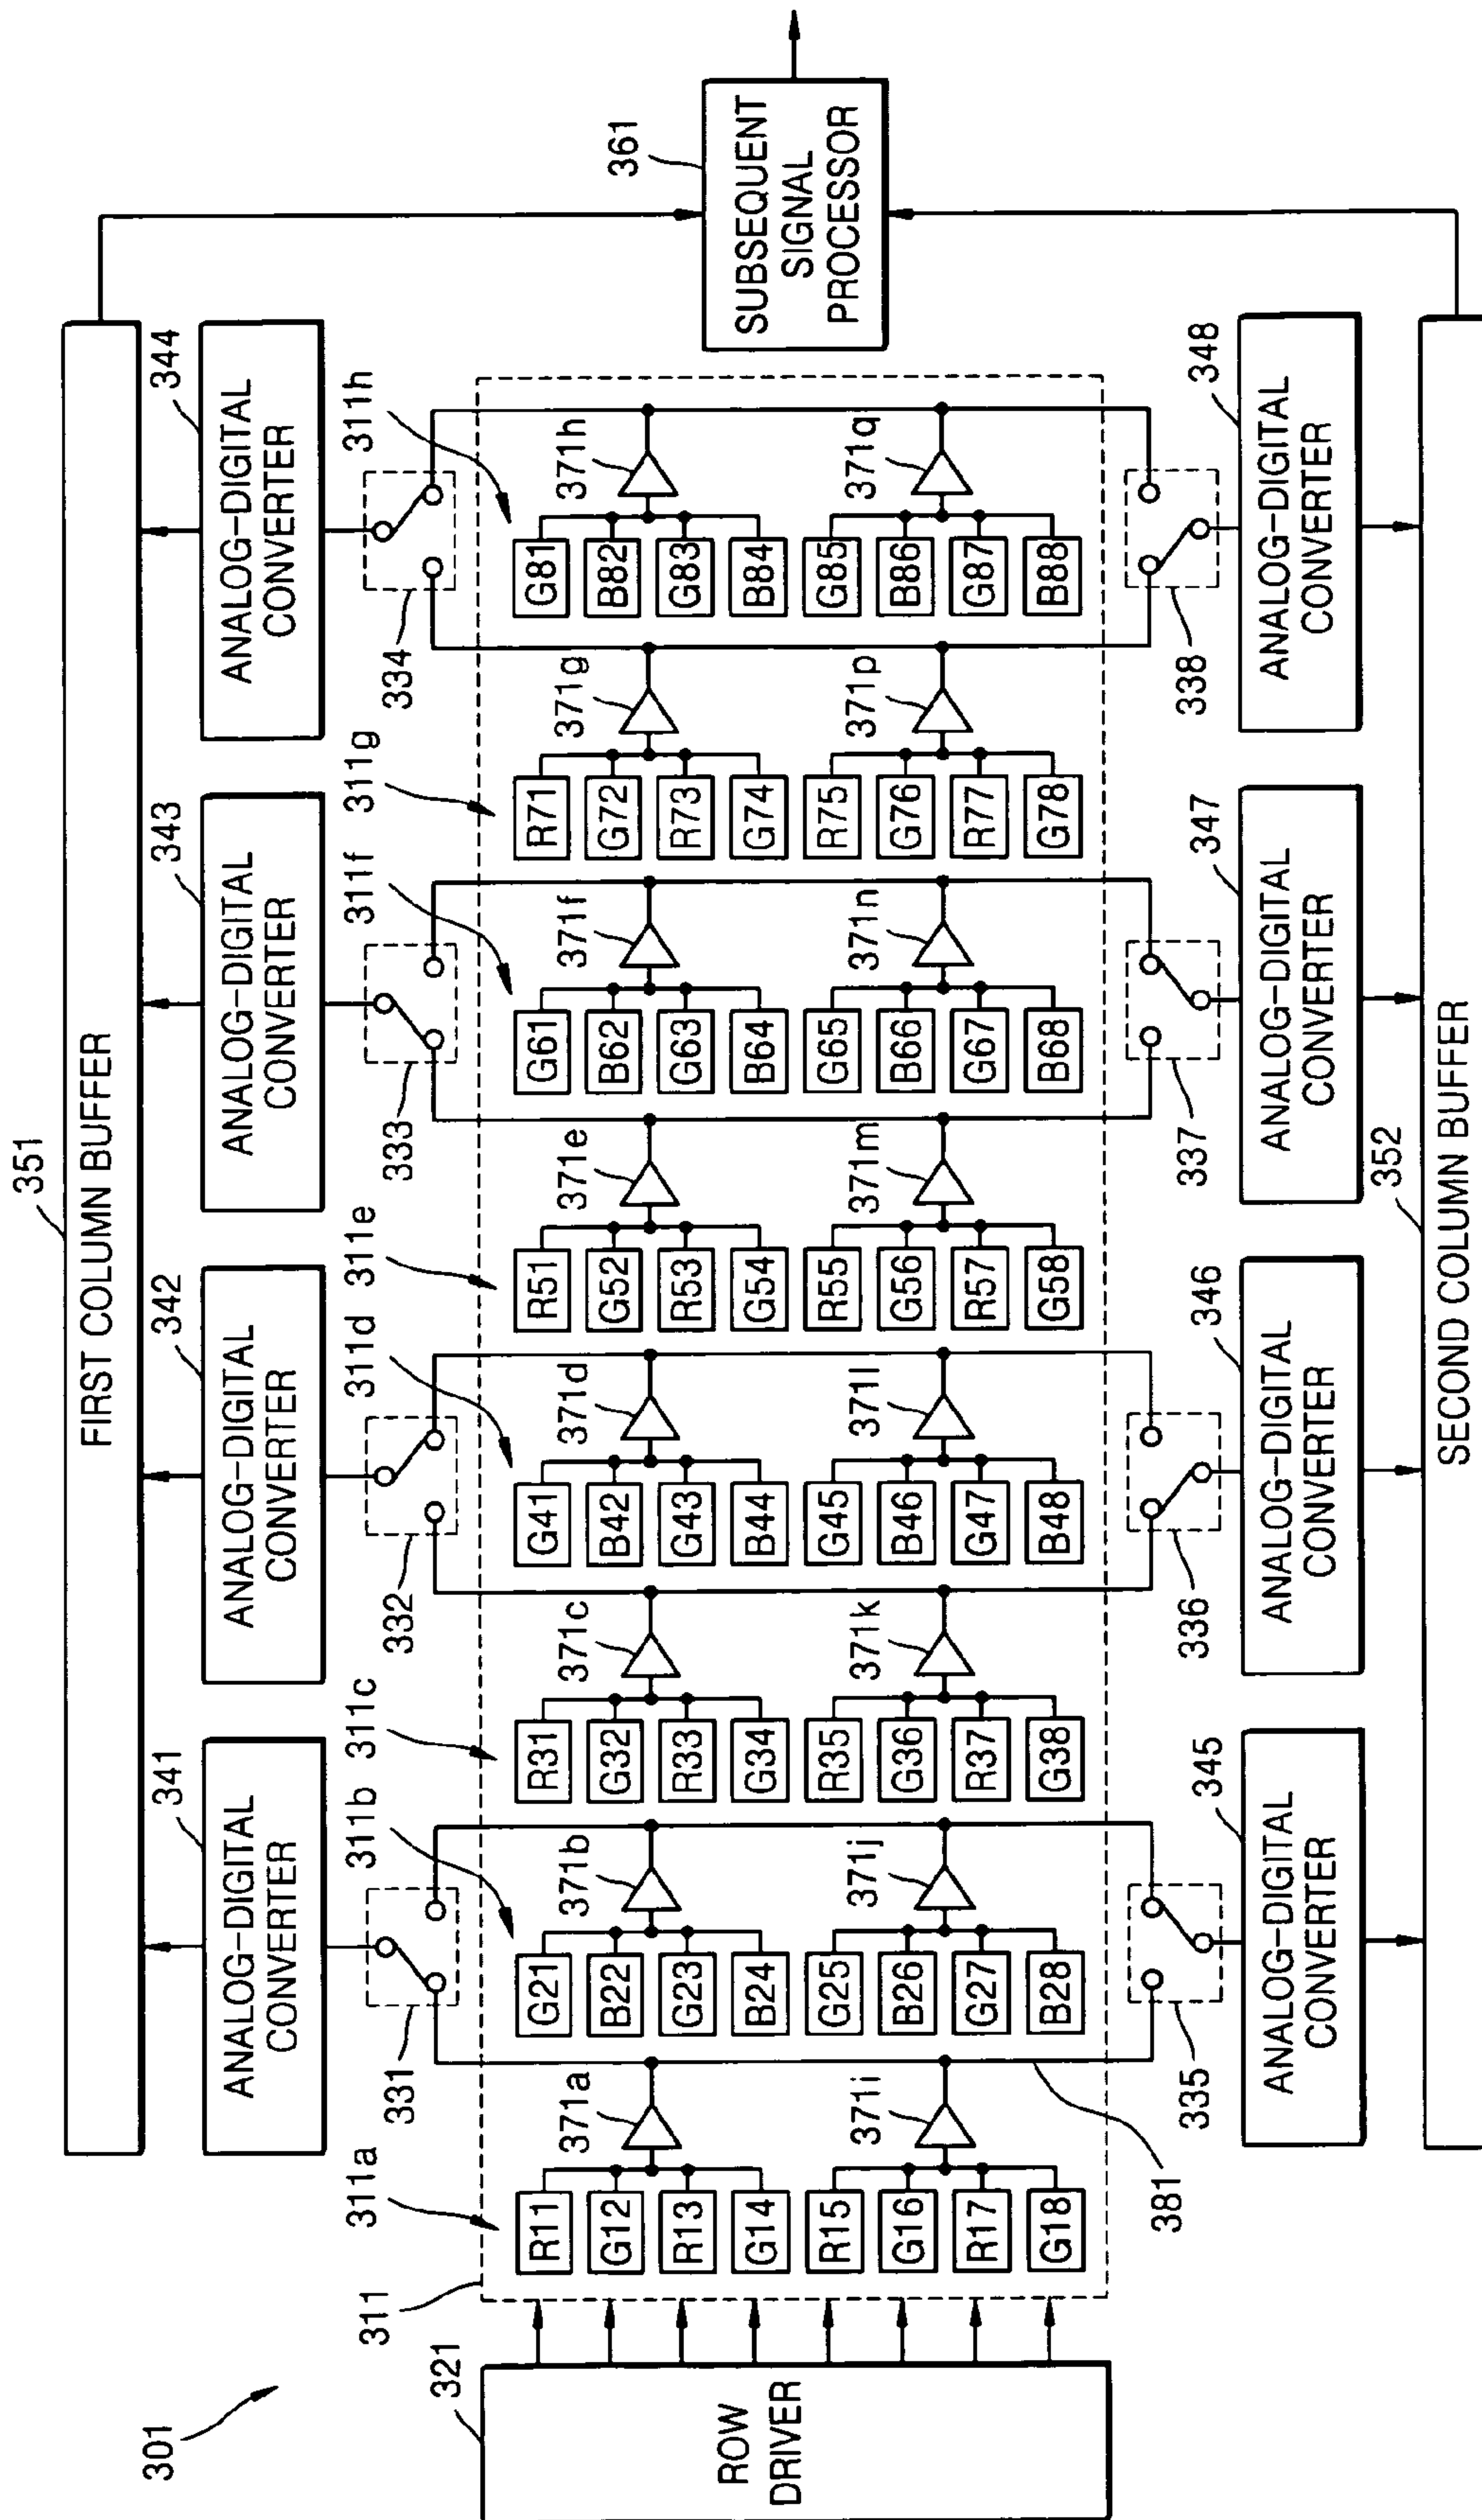 301
351
FIRST COLUMN BUFFER
341
342
343
344
ANALOG-DIGITAL
CONVERTER
ANALOG-DIGITAL
CONVERTER
ANALOG-DIGITAL
CONVERTER
ANALOG-DIGITAL
CONVERTER
311
311a
331
311b
311c
332
311d
311e
333
311f
311g
334
311h
321
ROW
DRIVER
R11
G12
R13
G14
R15
G16
R17
G18
371a
371i
G21
B22
G23
B24
G25
B26
G27
B28
371b
371j
R31
G32
R33
G34
R35
G36
R37
G38
371c
371k
G41
B42
G43
B44
G45
B46
G47
B48
371d
371l
R51
G52
R53
G54
R55
G56
R57
G58
371e
371m
G61
B62
G63
B64
G65
B66
G67
B68
371f
371n
R71
G72
R73
G74
R75
G76
R77
G78
371g
371p
G81
B82
G83
B84
G85
B86
G87
B88
371h
371q
381
335
345
336
346
337
347
338
348
ANALOG-DIGITAL
CONVERTER
ANALOG-DIGITAL
CONVERTER
ANALOG-DIGITAL
CONVERTER
ANALOG-DIGITAL
CONVERTER
352
SECOND COLUMN BUFFER
361
SUBSEQUENT
SIGNAL
PROCESSOR